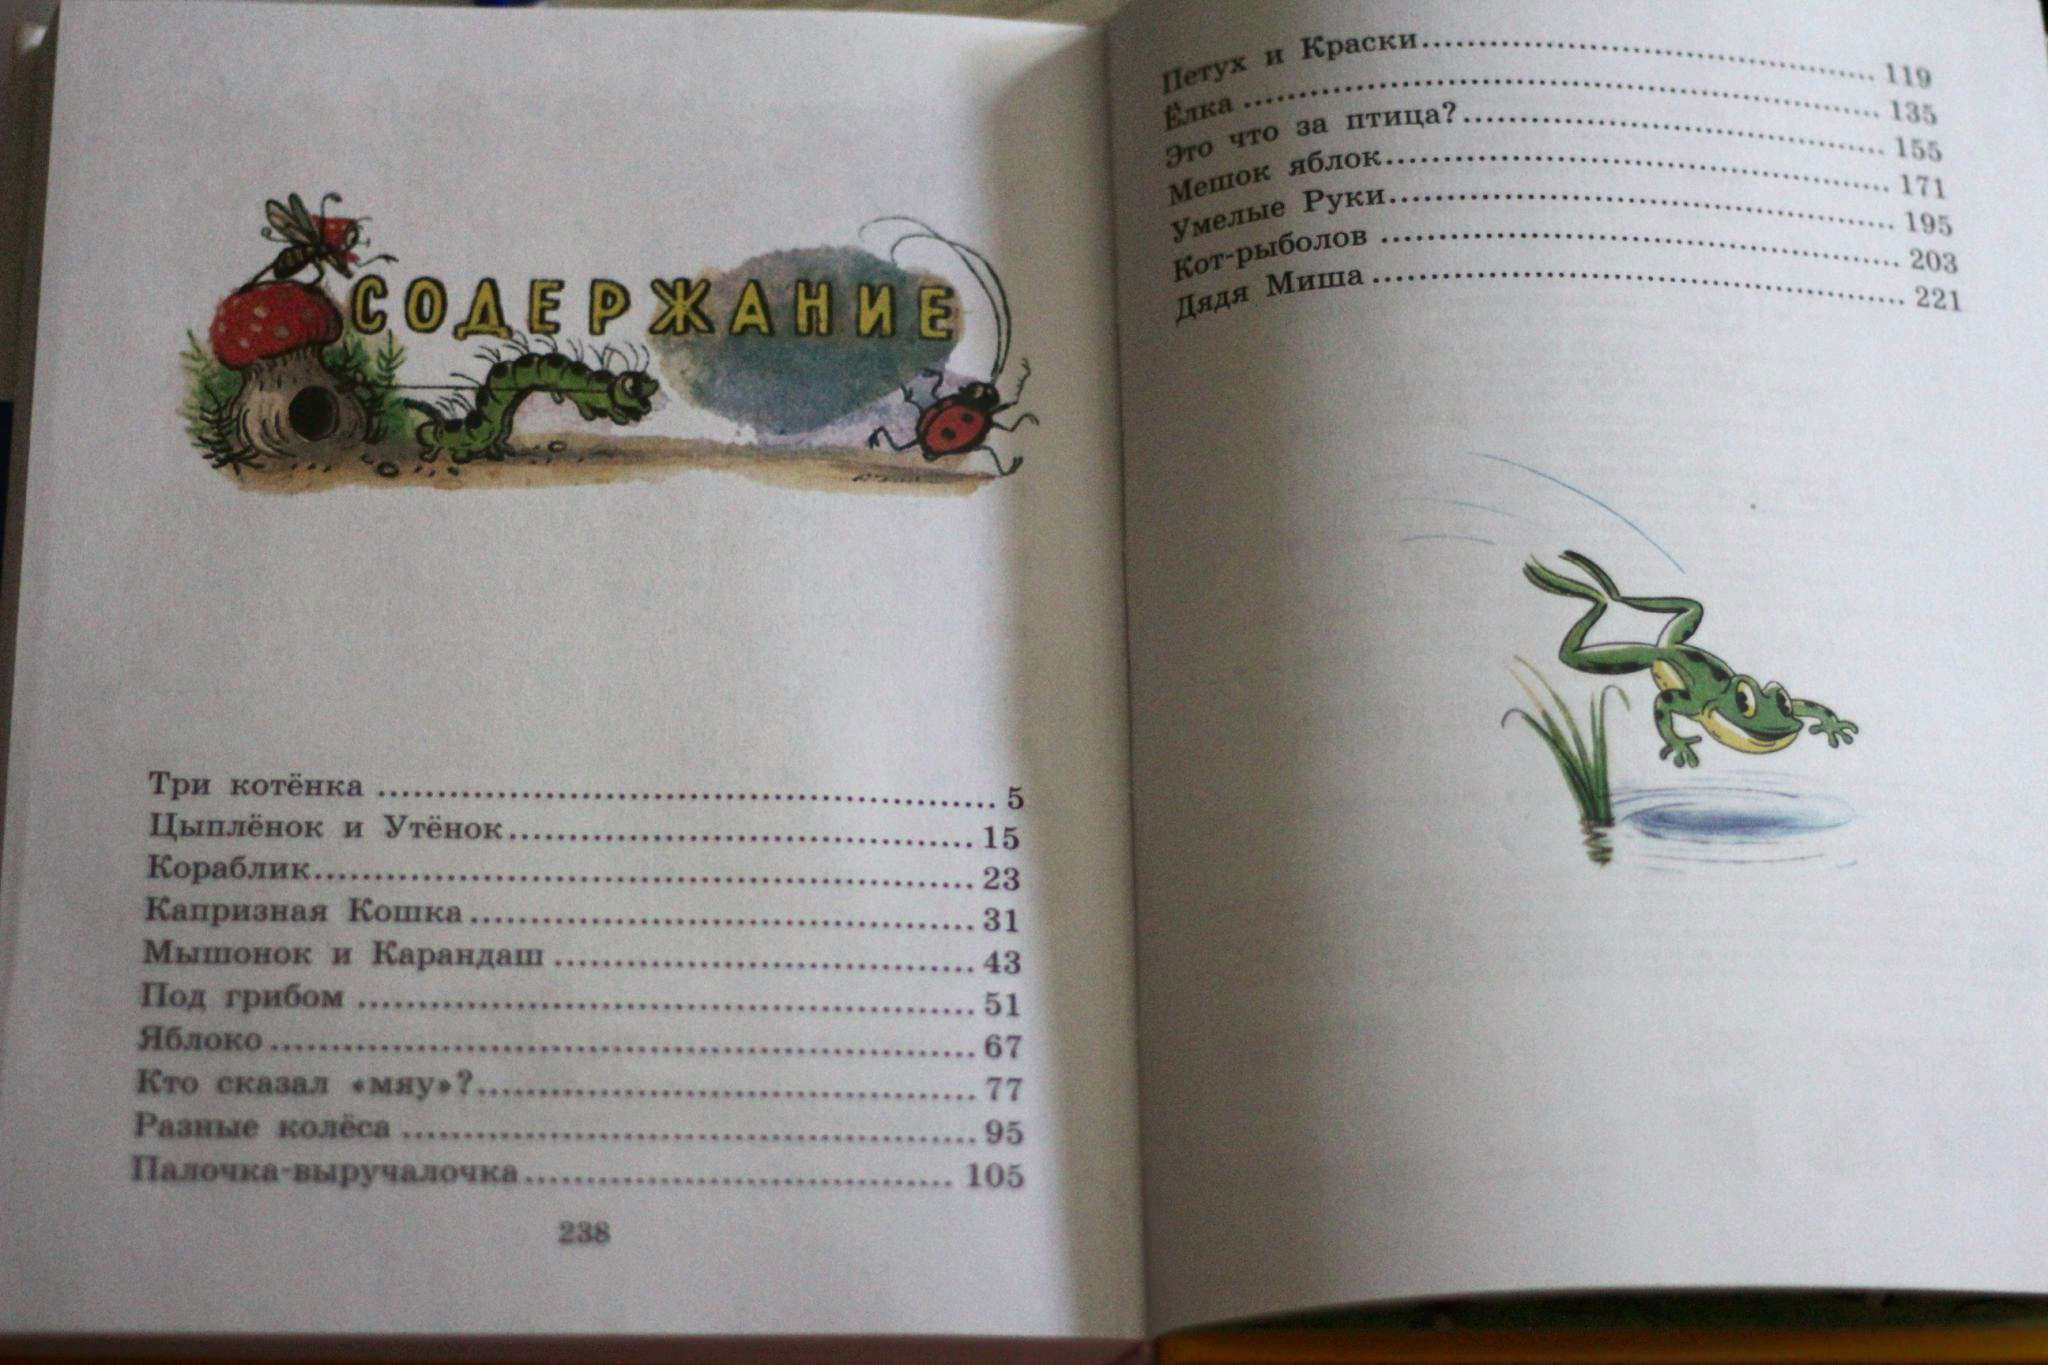 СОДЕРЖАНИЕ
Три котёнка ........................ 5
Цыплёнок и Утёнок ........................ 15
Кораблик ........................ 23
Капризная Кошка ........................ 31
Мышонок и Карандаш ........................ 43
Под грибом ........................ 51
Яблоко ........................ 67
Кто сказал «мяу»? ........................ 77
Разные колёса ........................ 95
Палочка-выручалочка ........................ 105
238
Петух и Краски ........................ 119
Ёлка ........................ 135
Это что за птица? ........................ 155
Мешок яблок ........................ 171
Умелые Руки ........................ 195
Кот-рыболов ........................ 203
Дядя Миша ........................ 221